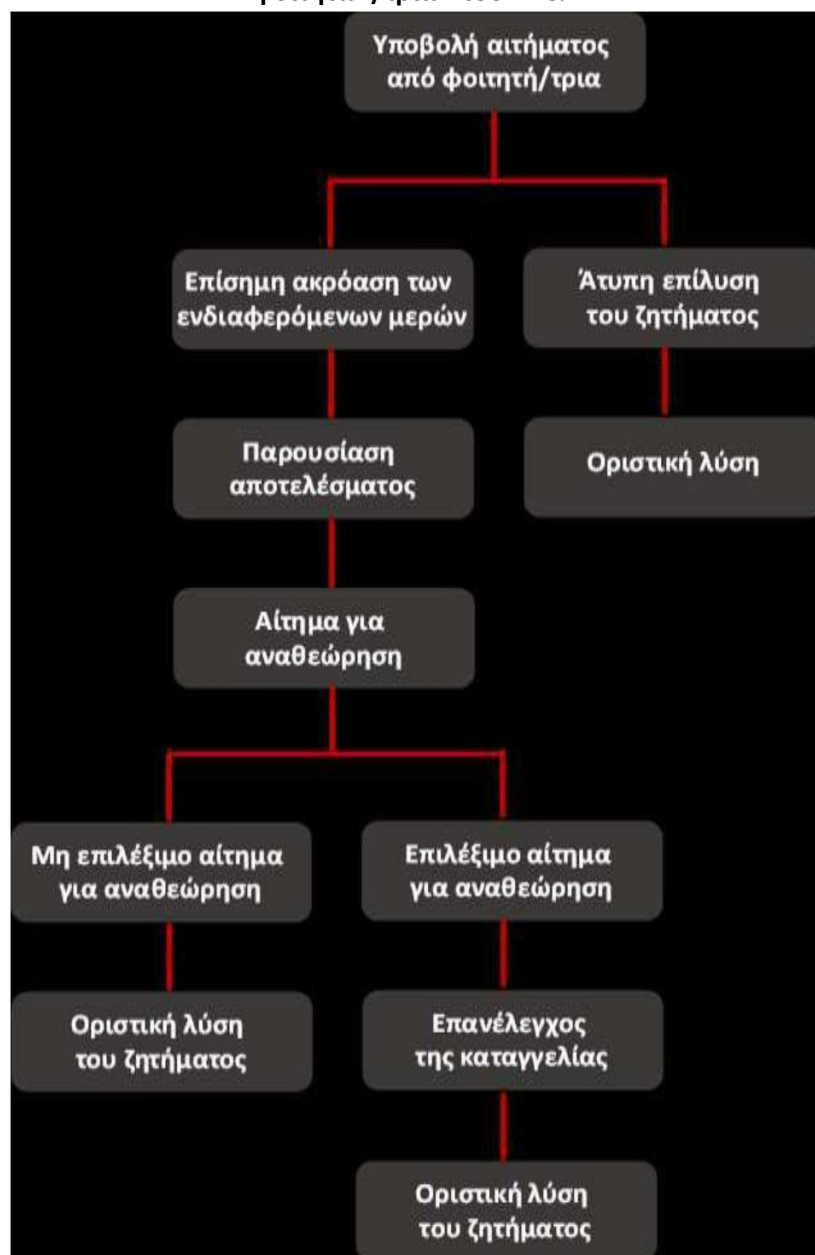 Υποβολή αιτήματος
από φοιτητή/τρια
Επίσημη ακρόαση των
ενδιαφερόμενων μερών
Άτυπη επίλυση
του ζητήματος
Παρουσίαση
αποτελέσματος
Οριστική λύση
Αίτημα για
αναθεώρηση
Μη επιλέξιμο αίτημα
για αναθεώρηση
Επιλέξιμο αίτημα
για αναθεώρηση
Οριστική λύση
του ζητήματος
Επανέλεγχος
της καταγγελίας
Οριστική λύση
του ζητήματος